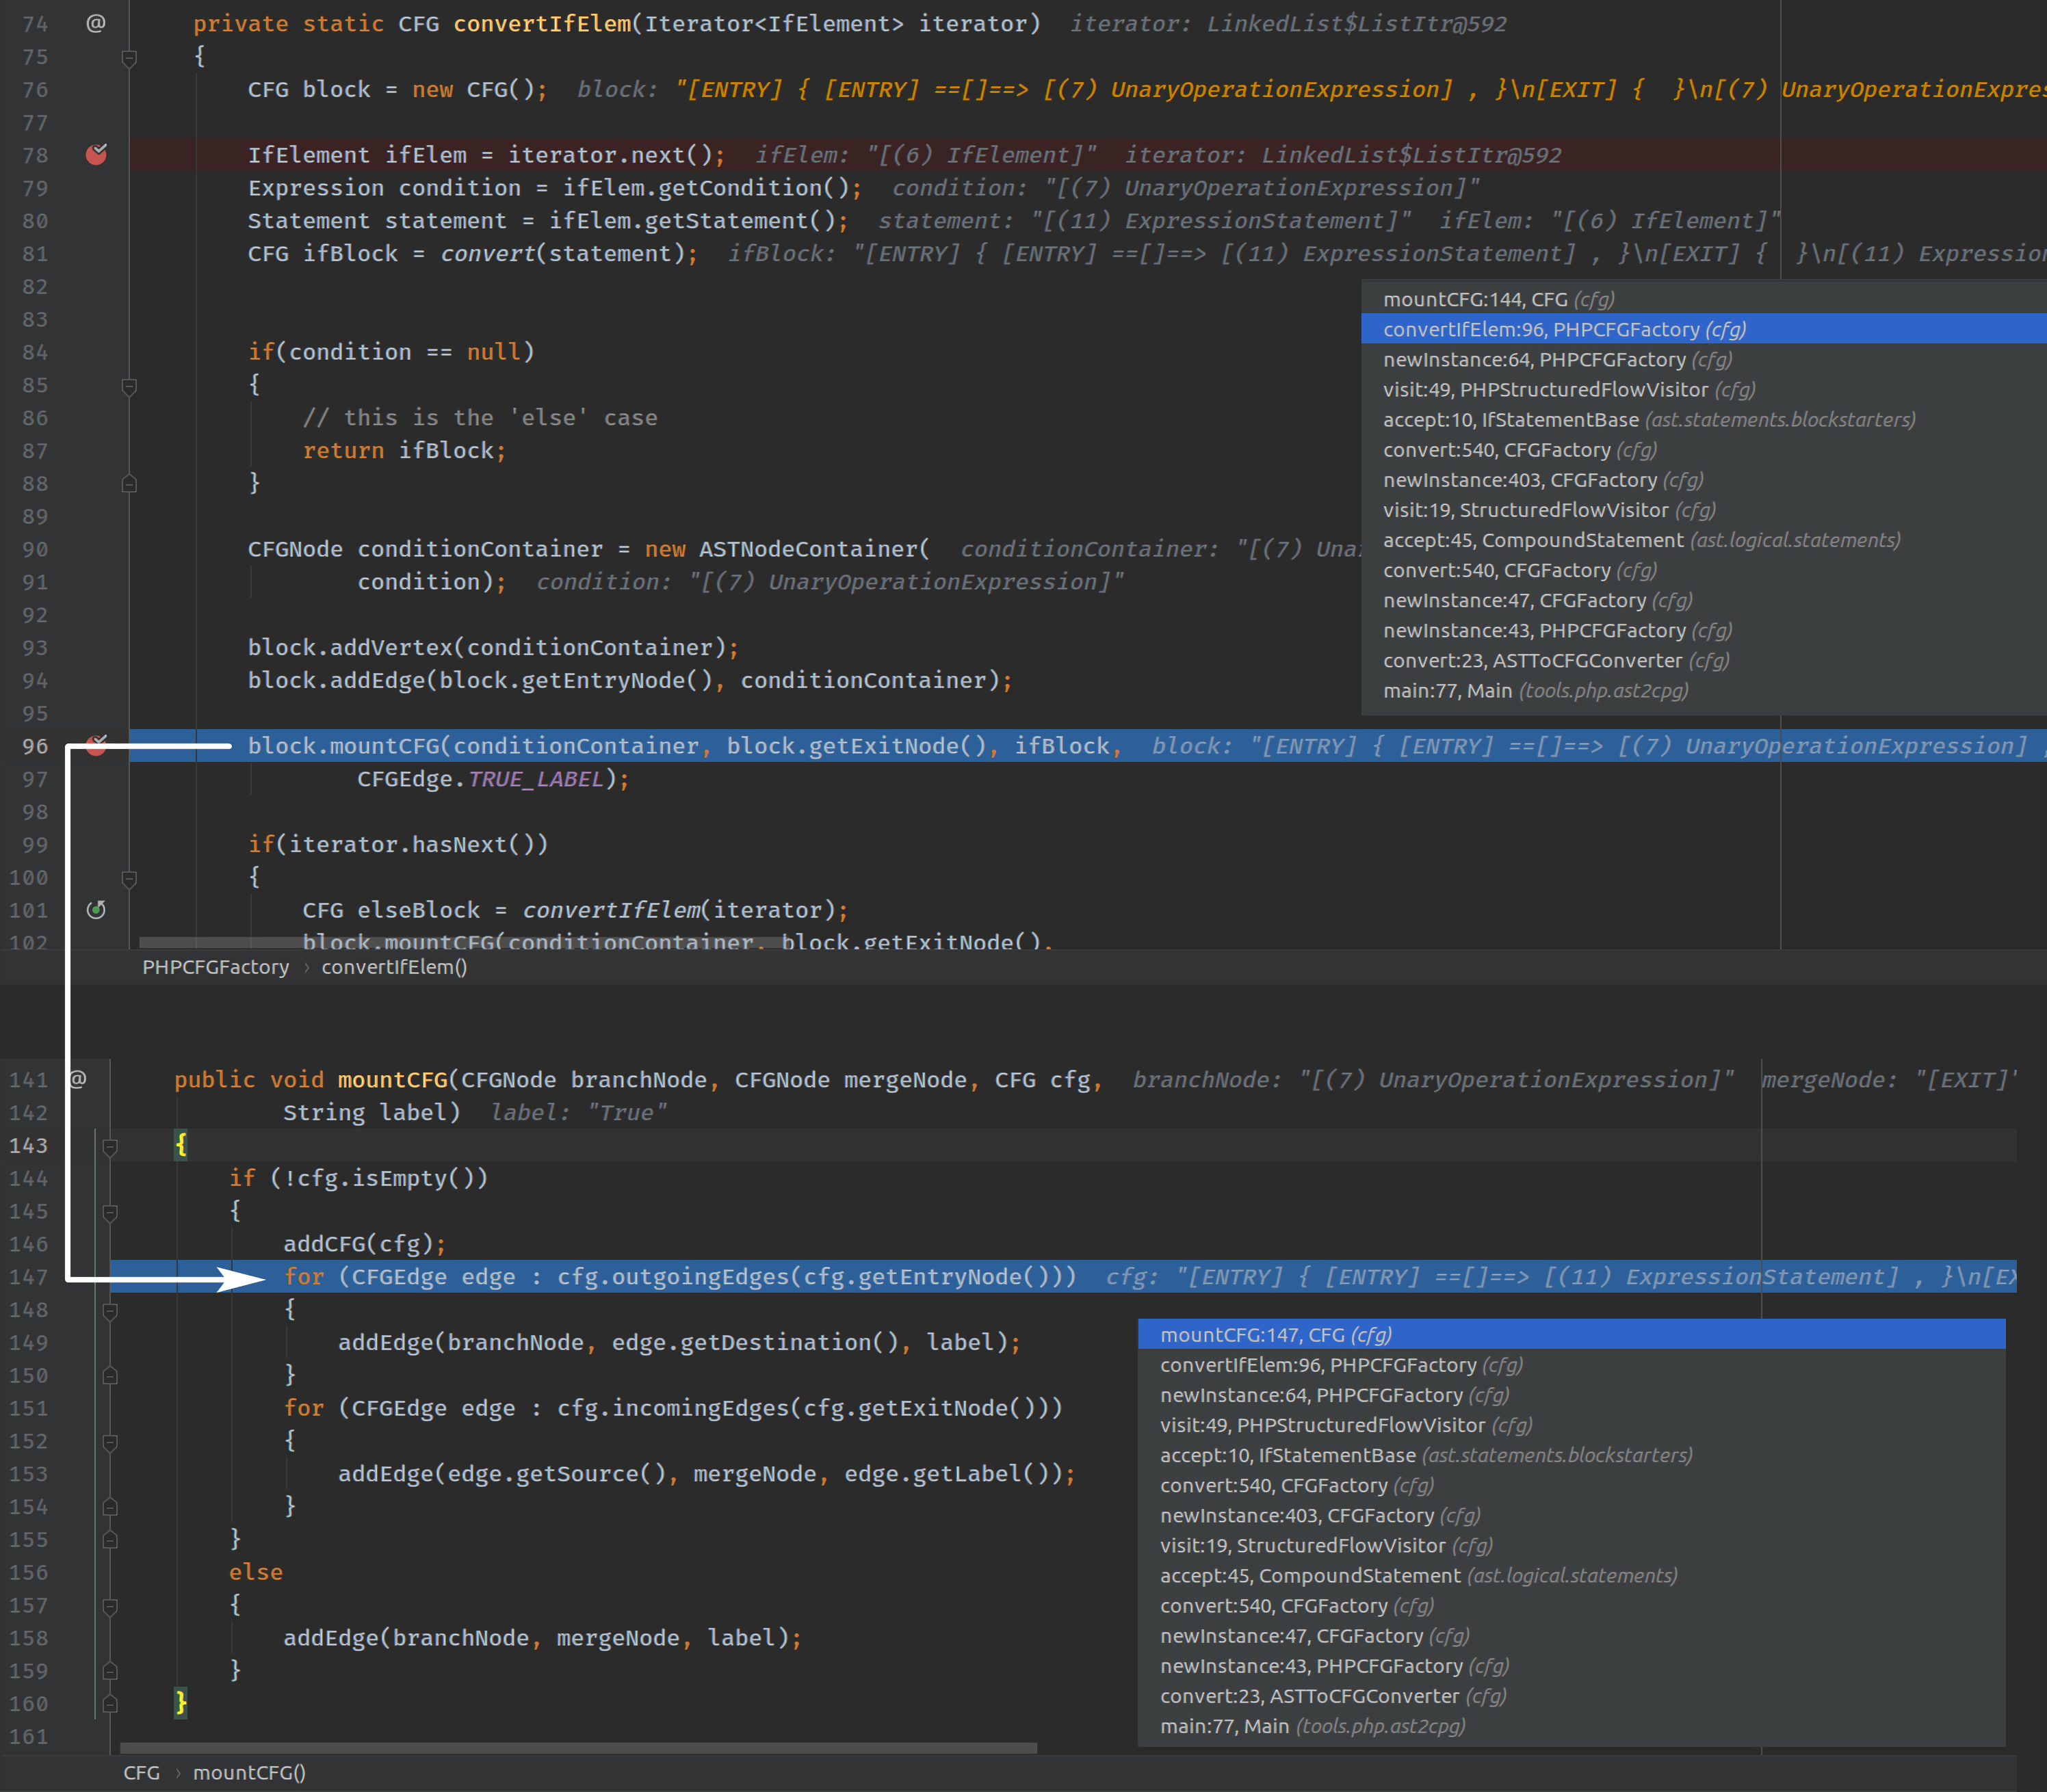 74 @ private static CFG convertIfElem(Iterator<IfElement> iterator) iterator: LinkedList$ListItr@592
75 {
76 CFG block = new CFG(); block: "[ENTRY] { [ENTRY] ==[]==> [(7) UnaryOperationExpression] , }\n[EXIT] {  }\n[(7) UnaryOperationExpres
77
78 IfElement ifElem = iterator.next(); ifElem: "[(6) IfElement]" iterator: LinkedList$ListItr@592
79 Expression condition = ifElem.getCondition(); condition: "[(7) UnaryOperationExpression]"
80 Statement statement = ifElem.getStatement(); statement: "[(11) ExpressionStatement]" ifElem: "[(6) IfElement]"
81 CFG ifBlock = convert(statement); ifBlock: "[ENTRY] { [ENTRY] ==[]==> [(11) ExpressionStatement] , }\n[EXIT] {  }\n[(11) Expression
82
83
84 if(condition == null)
85 {
86 // this is the 'else' case
87 return ifBlock;
88 }
89
90 CFGNode conditionContainer = new ASTNodeContainer( conditionContainer: "[(7) Una
91 condition); condition: "[(7) UnaryOperationExpression]"
92
93 block.addVertex(conditionContainer);
94 block.addEdge(block.getEntryNode(), conditionContainer);
95
96 block.mountCFG(conditionContainer, block.getExitNode(), ifBlock, block: "[ENTRY] { [ENTRY] ==[]==> [(7) UnaryOperationExpression] ,
97 CFGEdge.TRUE_LABEL);
98
99 if(iterator.hasNext())
100 {
101 CFG elseBlock = convertIfElem(iterator);
102 block.mountCFG(conditionContainer, block.getExitNode(),
mountCFG:144, CFG (cfg)
convertIfElem:96, PHPCFGFactory (cfg)
newInstance:64, PHPCFGFactory (cfg)
visit:49, PHPStructuredFlowVisitor (cfg)
accept:10, IfStatementBase (ast.statements.blockstarters)
convert:540, CFGFactory (cfg)
newInstance:403, CFGFactory (cfg)
visit:19, StructuredFlowVisitor (cfg)
accept:45, CompoundStatement (ast.logical.statements)
convert:540, CFGFactory (cfg)
newInstance:47, CFGFactory (cfg)
newInstance:43, PHPCFGFactory (cfg)
convert:23, ASTToCFGConverter (cfg)
main:77, Main (tools.php.ast2cpg)
PHPCFGFactory › convertIfElem()
141 @ public void mountCFG(CFGNode branchNode, CFGNode mergeNode, CFG cfg, branchNode: "[(7) UnaryOperationExpression]" mergeNode: "[EXIT]"
142 String label) label: "True"
143 {
144 if (!cfg.isEmpty())
145 {
146 addCFG(cfg);
147 for (CFGEdge edge : cfg.outgoingEdges(cfg.getEntryNode())) cfg: "[ENTRY] { [ENTRY] ==[]==> [(11) ExpressionStatement] , }\n[EX
148 {
149 addEdge(branchNode, edge.getDestination(), label);
150 }
151 for (CFGEdge edge : cfg.incomingEdges(cfg.getExitNode()))
152 {
153 addEdge(edge.getSource(), mergeNode, edge.getLabel());
154 }
155 }
156 else
157 {
158 addEdge(branchNode, mergeNode, label);
159 }
160 }
161
mountCFG:147, CFG (cfg)
convertIfElem:96, PHPCFGFactory (cfg)
newInstance:64, PHPCFGFactory (cfg)
visit:49, PHPStructuredFlowVisitor (cfg)
accept:10, IfStatementBase (ast.statements.blockstarters)
convert:540, CFGFactory (cfg)
newInstance:403, CFGFactory (cfg)
visit:19, StructuredFlowVisitor (cfg)
accept:45, CompoundStatement (ast.logical.statements)
convert:540, CFGFactory (cfg)
newInstance:47, CFGFactory (cfg)
newInstance:43, PHPCFGFactory (cfg)
convert:23, ASTToCFGConverter (cfg)
main:77, Main (tools.php.ast2cpg)
CFG › mountCFG()